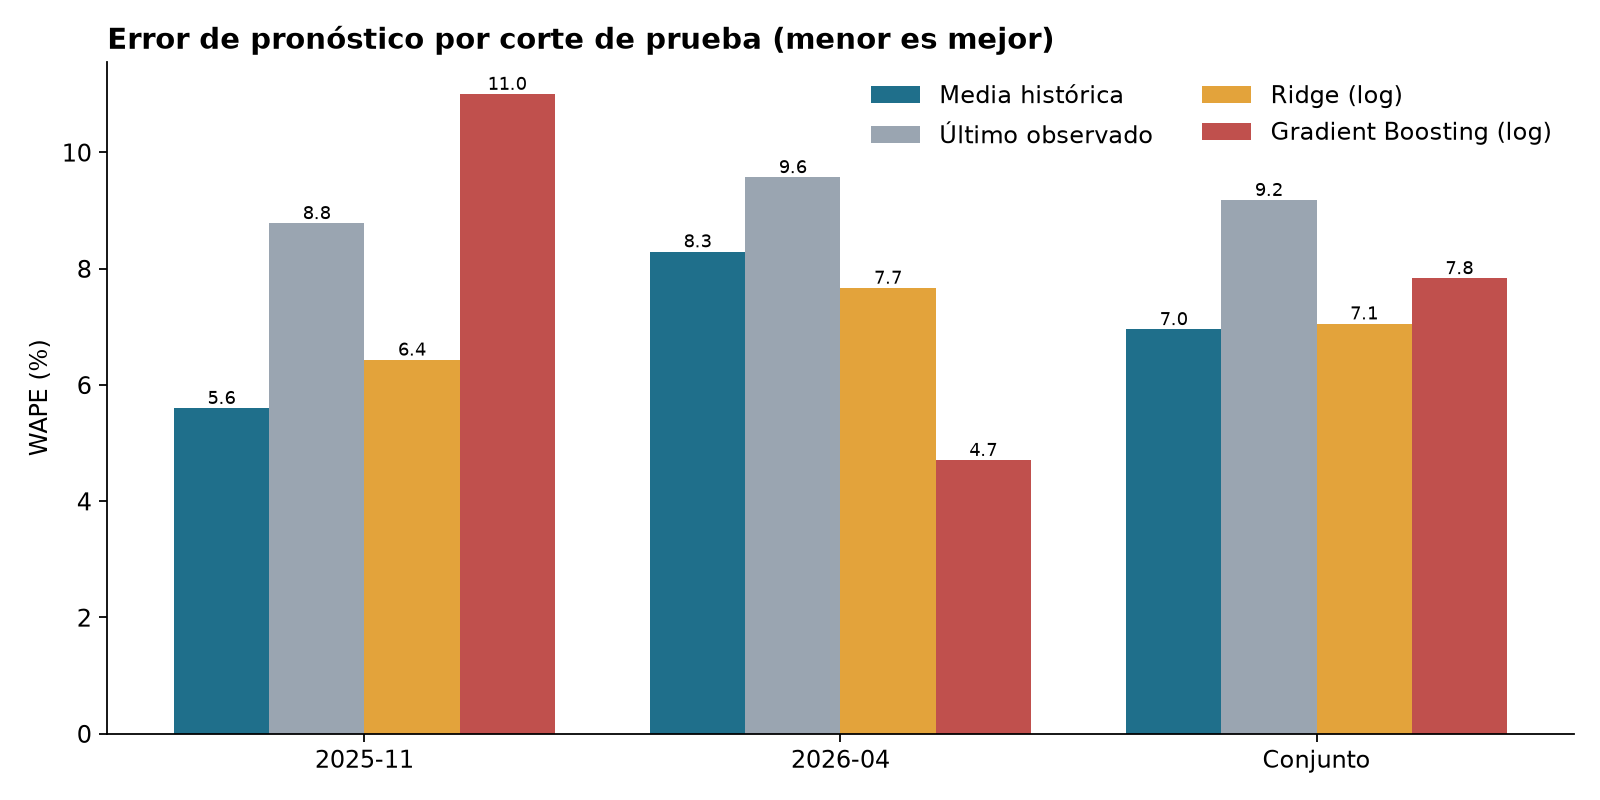 Error de pronóstico por corte de prueba (menor es mejor)
Media histórica
Último observado
Ridge (log)
Gradient Boosting (log)
WAPE (%)
10
8
6
4
2
0
5.6
8.8
6.4
11.0
8.3
9.6
7.7
4.7
7.0
9.2
7.1
7.8
2025-11
2026-04
Conjunto